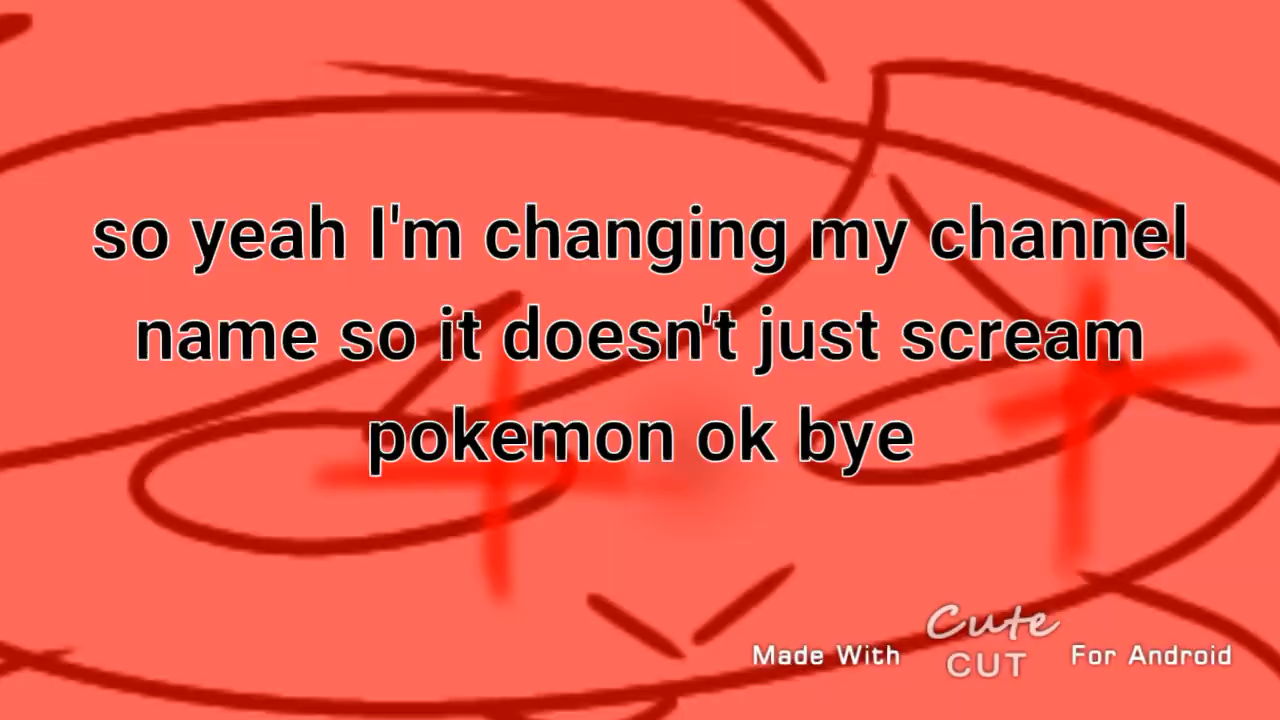 so yeah I'm changing my channel
name so it doesn't just scream
pokemon ok bye
Made With Cute CUT For Android